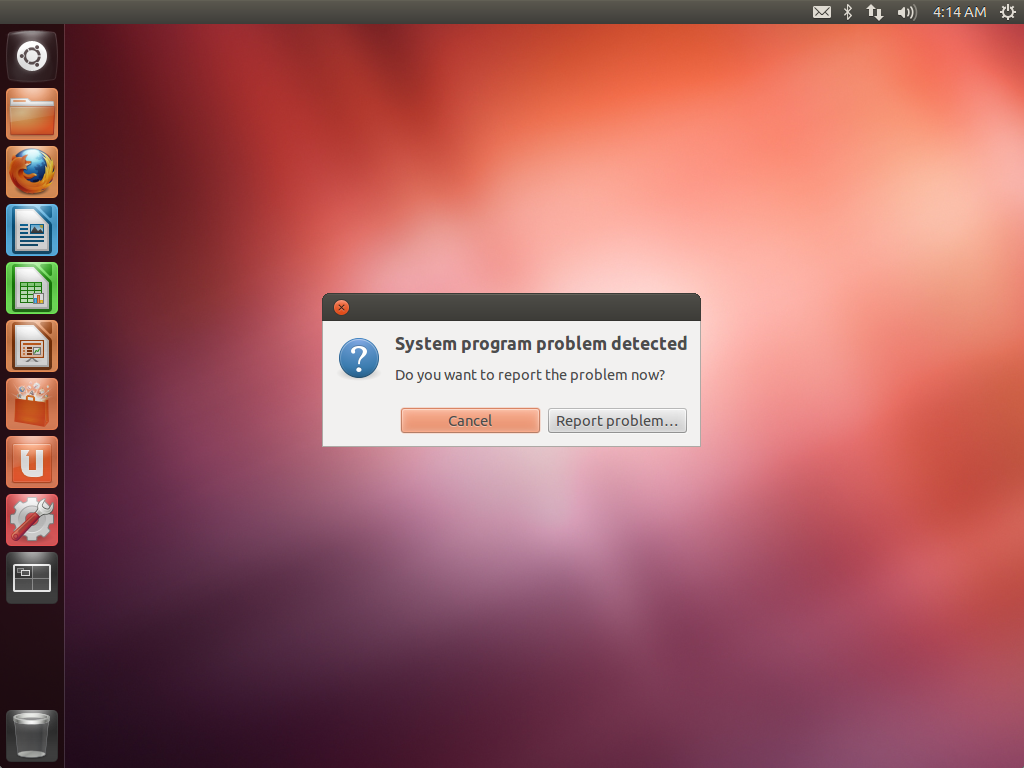 4:14 AM
System program problem detected
Do you want to report the problem now?
Cancel
Report problem...